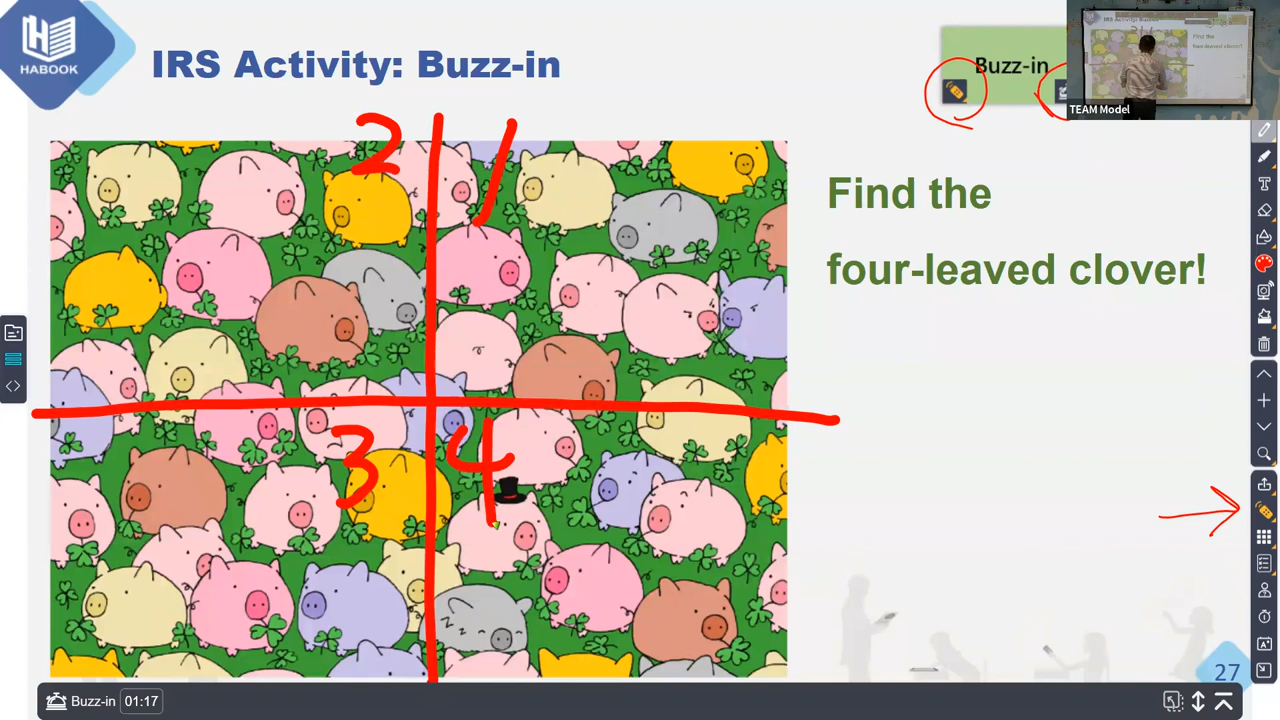 HABOOK
IRS Activity: Buzz-in
Buzz-in
TEAM Model
2
1
3
4
Find the
four-leaved clover!
27
Buzz-in
01:17